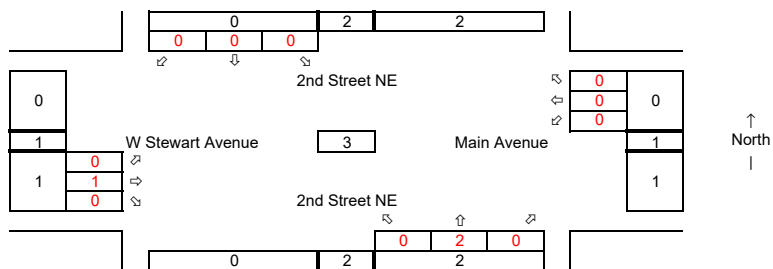 0 2 2
0 0 0
⬃ ⇩ ⬂
2nd Street NE
⬁ 0
0 ⇦ 0 0
⬃ 0
1 W Stewart Avenue 3 Main Avenue 1
0 ⬀
1 1 ⇨ 1
0 ⬂
2nd Street NE
⬁ ⇧ ⬀
0 2 0
0 2 2
↑
North
|